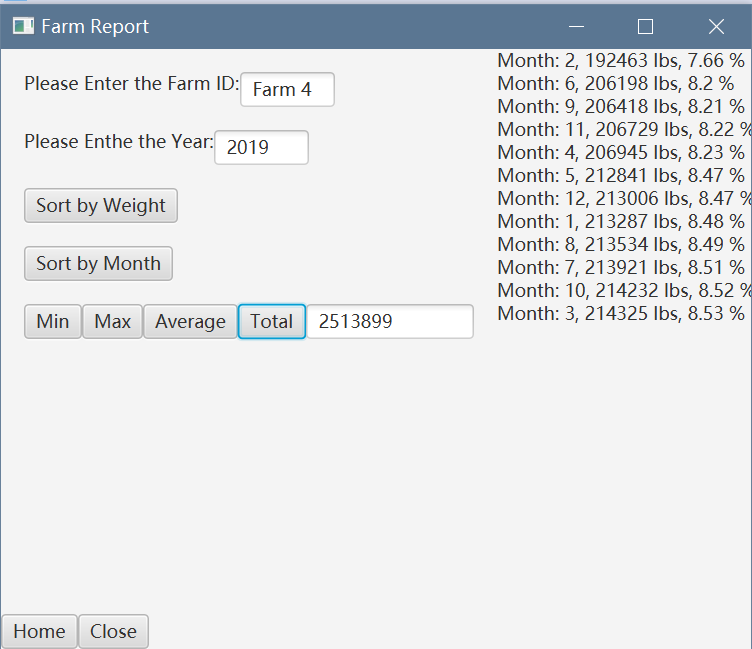 Farm Report
Please Enter the Farm ID: Farm 4
Please Enthe the Year: 2019
Sort by Weight
Sort by Month
Min Max Average Total 2513899
Month: 2, 192463 lbs, 7.66 %
Month: 6, 206198 lbs, 8.2 %
Month: 9, 206418 lbs, 8.21 %
Month: 11, 206729 lbs, 8.22 %
Month: 4, 206945 lbs, 8.23 %
Month: 5, 212841 lbs, 8.47 %
Month: 12, 213006 lbs, 8.47 %
Month: 1, 213287 lbs, 8.48 %
Month: 8, 213534 lbs, 8.49 %
Month: 7, 213921 lbs, 8.51 %
Month: 10, 214232 lbs, 8.52 %
Month: 3, 214325 lbs, 8.53 %
Home Close